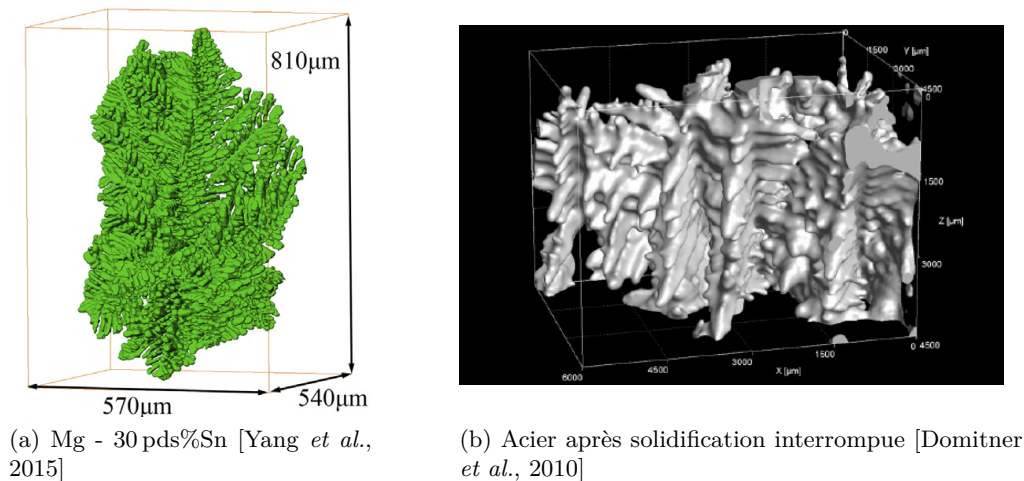 810μm
570μm
540μm
0
1500
Y [μm]
3000
4500
0
1500
Z [μm]
3000
4500
0
1500
3000
X [μm]
4500
6000
(a) Mg - 30 pds%Sn [Yang et al.,
2015]
(b) Acier après solidification interrompue [Domitner
et al., 2010]